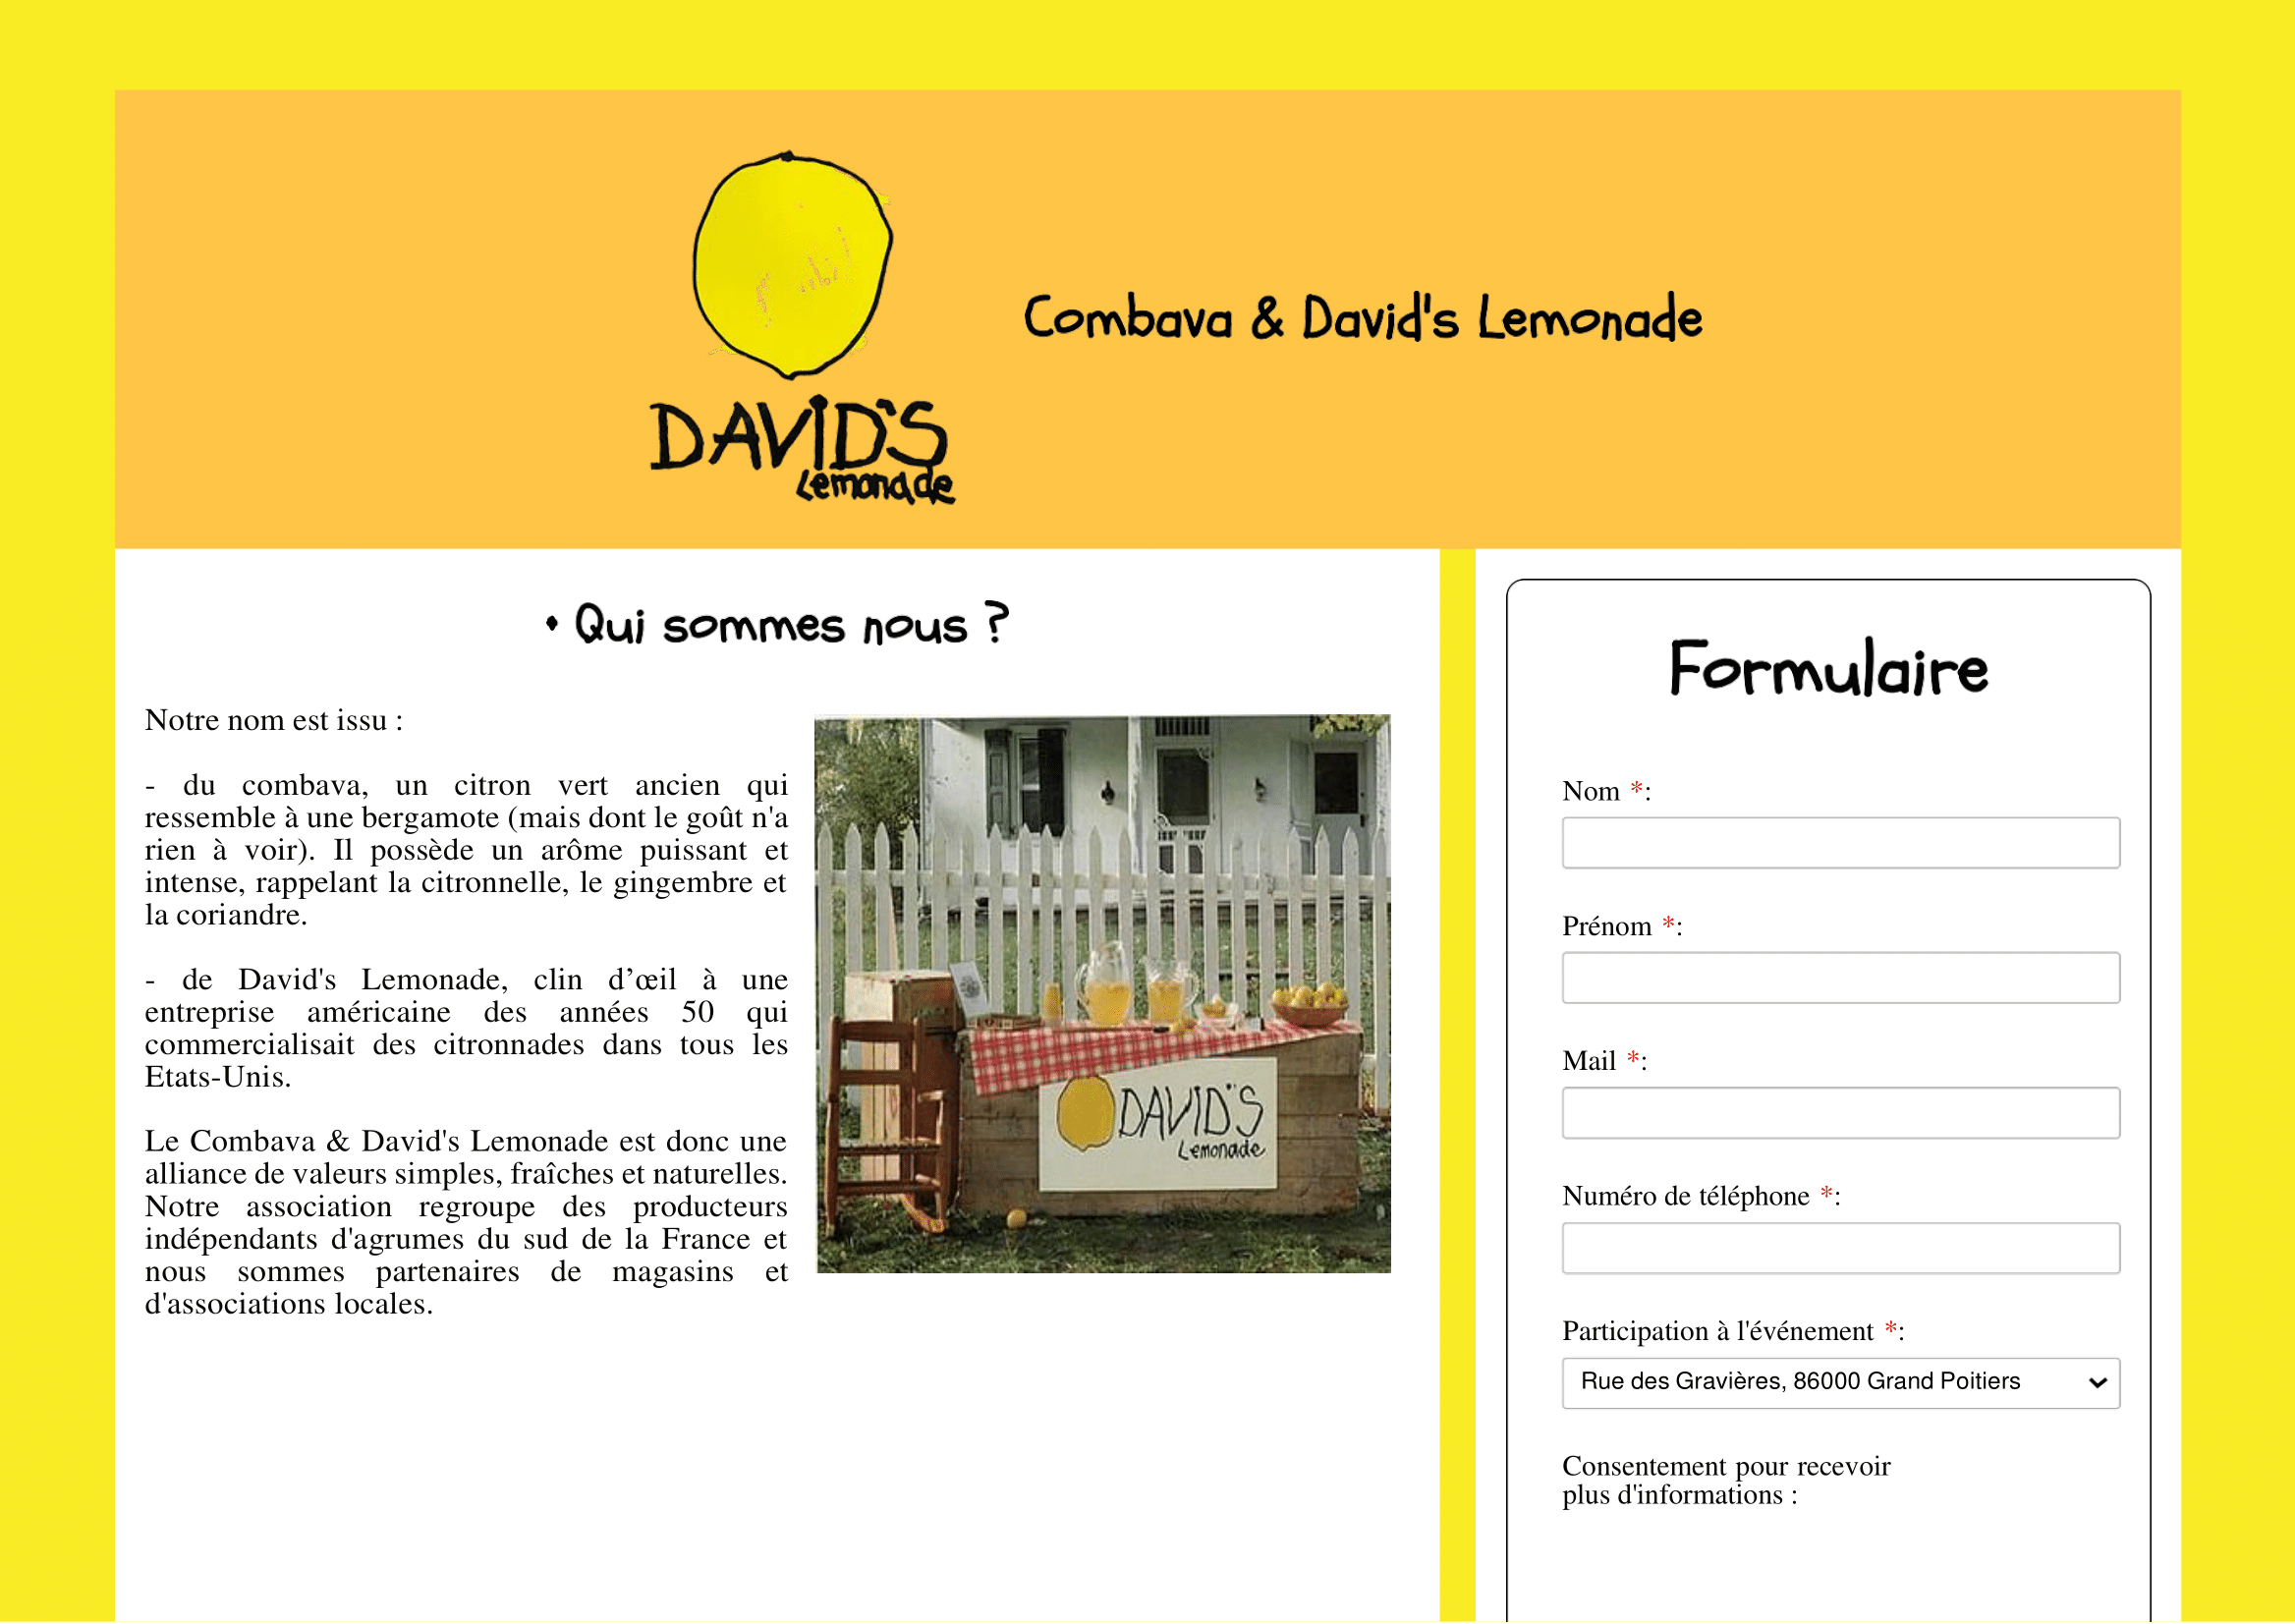 DAVID'S
Lemonade
Combava & David's Lemonade
• Qui sommes nous ?
Notre nom est issu :
- du combava, un citron vert ancien qui
ressemble à une bergamote (mais dont le goût n'a
rien à voir). Il possède un arôme puissant et
intense, rappelant la citronnelle, le gingembre et
la coriandre.
- de David's Lemonade, clin d’œil à une
entreprise américaine des années 50 qui
commercialisait des citronnades dans tous les
Etats-Unis.
Le Combava & David's Lemonade est donc une
alliance de valeurs simples, fraîches et naturelles.
Notre association regroupe des producteurs
indépendants d'agrumes du sud de la France et
nous sommes partenaires de magasins et
d'associations locales.
DAVID'S
Lemonade
Formulaire
Nom *:
Prénom *:
Mail *:
Numéro de téléphone *:
Participation à l'événement *:
Rue des Gravières, 86000 Grand Poitiers
Consentement pour recevoir
plus d'informations :